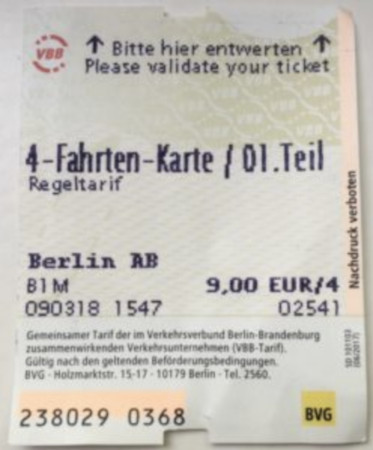 VBB
↑ Bitte hier entwerten ↑
Please validate your ticket
4-Fahrten-Karte / 01.Teil
Regeltarif
Berlin AB
B1M 9,00 EUR/4
090318 1547 02541
Gemeinsamer Tarif der im Verkehrsverbund Berlin-Brandenburg
zusammenwirkenden Verkehrsunternehmen (VBB-Tarif).
Gültig nach den geltenden Beförderungsbedingungen.
BVG - Holzmarktstr. 15-17 - 10179 Berlin - Tel. 2560.
238029 0368
BVG
Nachdruck verboten